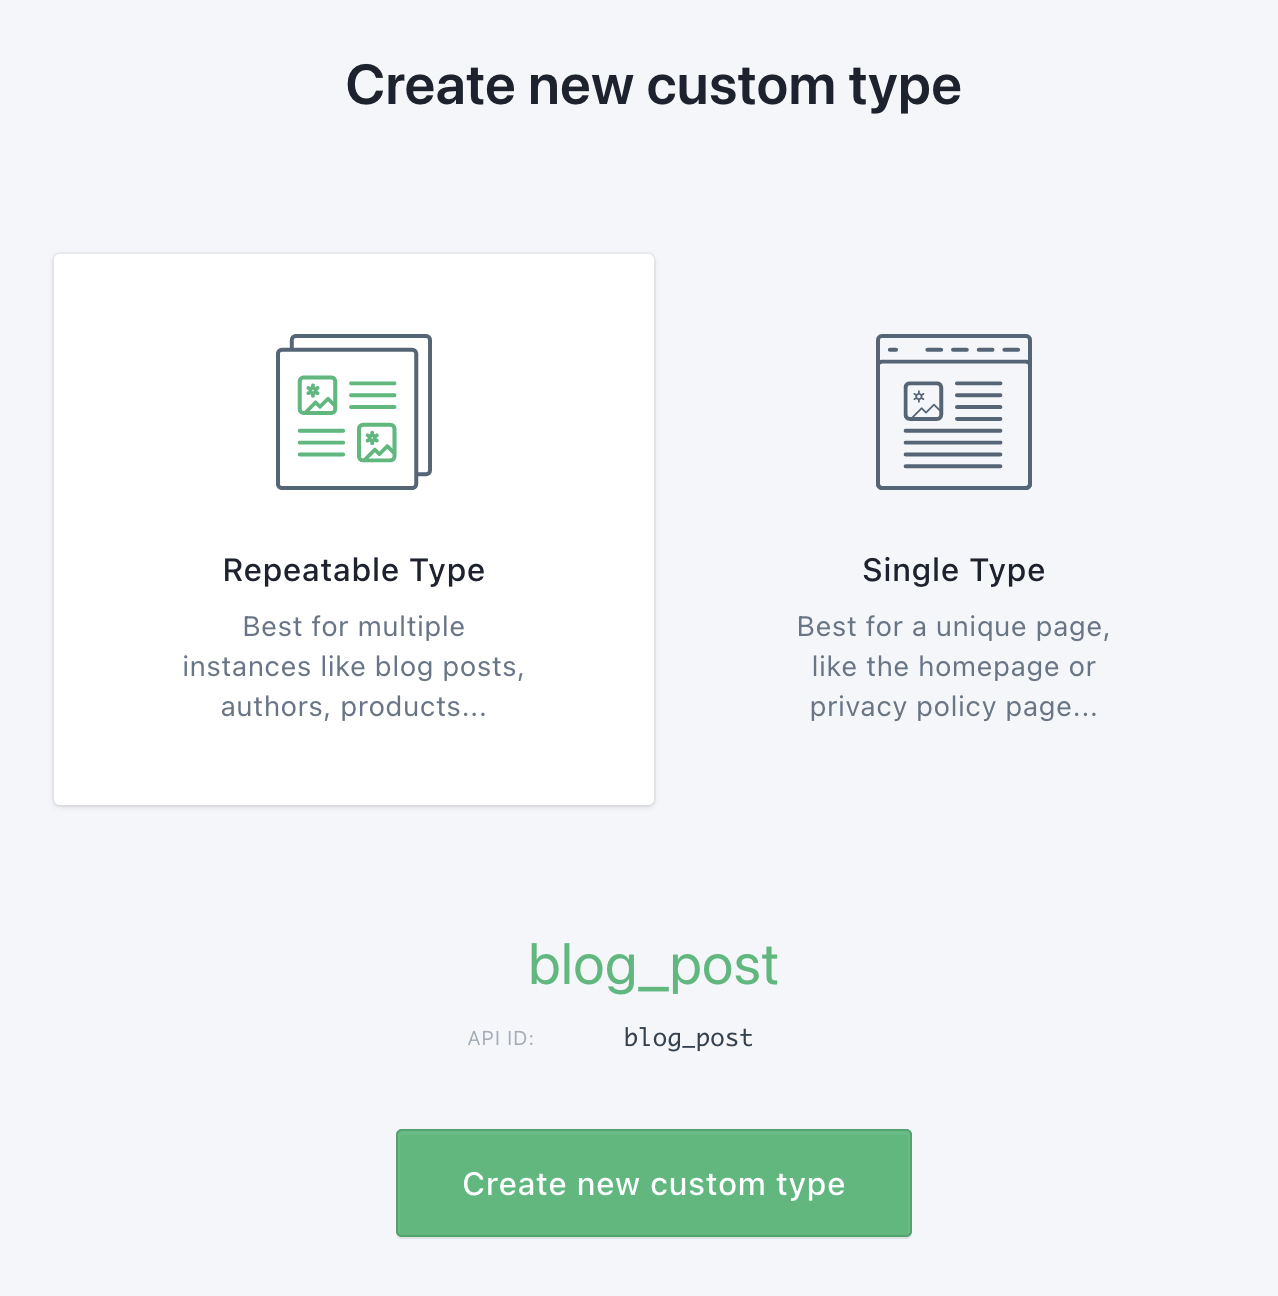 Create new custom type
Repeatable Type
Best for multiple
instances like blog posts,
authors, products...
Single Type
Best for a unique page,
like the homepage or
privacy policy page...
blog_post
API ID: blog_post
Create new custom type